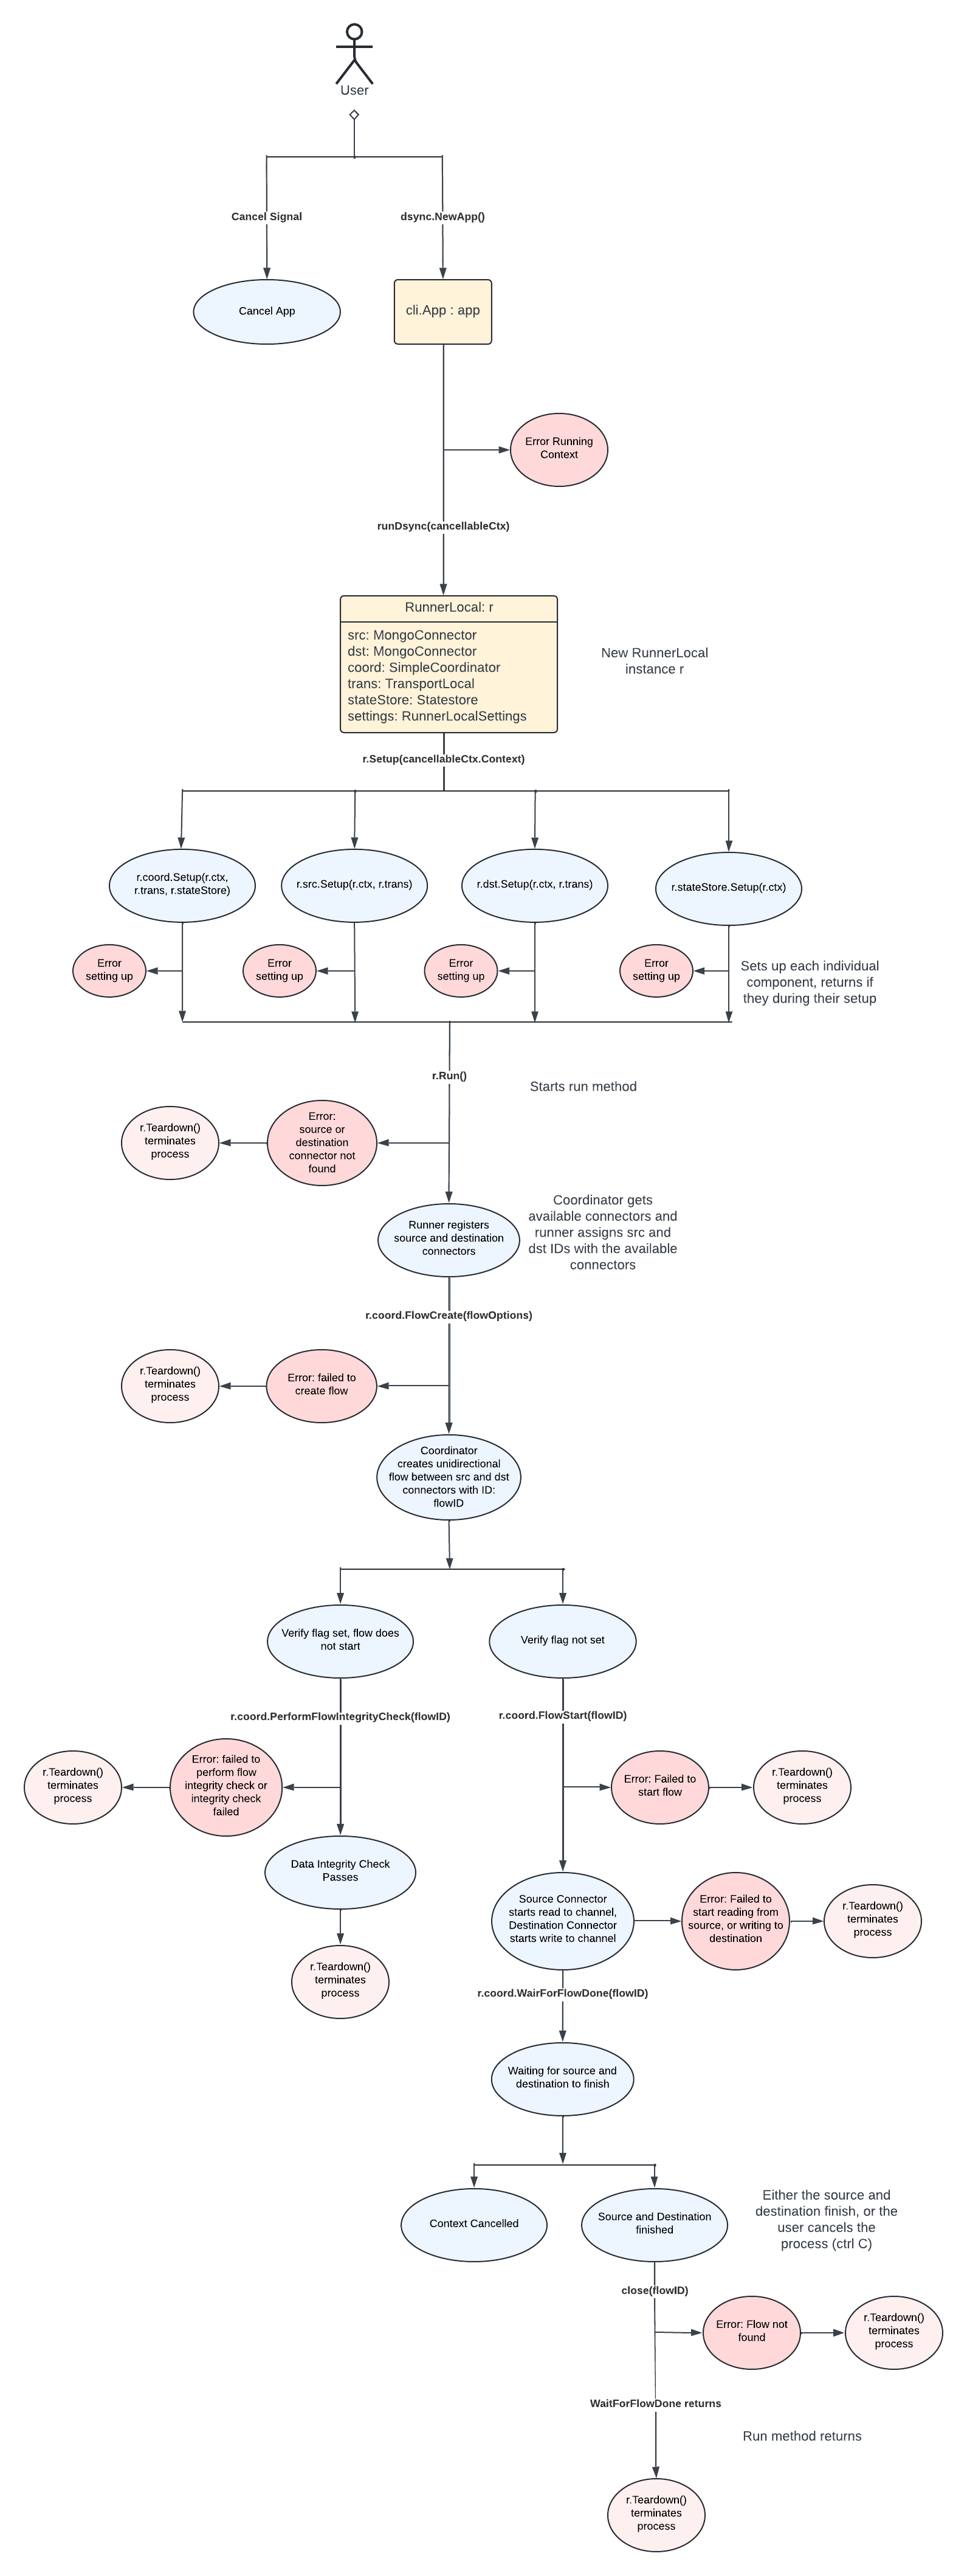 User
Cancel Signal
dsync.NewApp()
Cancel App
cli.App : app
Error Running
Context
runDsync(cancellableCtx)
RunnerLocal: r
src: MongoConnector
dst: MongoConnector
coord: SimpleCoordinator
trans: TransportLocal
stateStore: Statestore
settings: RunnerLocalSettings
New RunnerLocal
instance r
r.Setup(cancellableCtx.Context)
r.coord.Setup(r.ctx,
r.trans, r.stateStore)
r.src.Setup(r.ctx, r.trans)
r.dst.Setup(r.ctx, r.trans)
r.stateStore.Setup(r.ctx)
Error
setting up
Error
setting up
Error
setting up
Error
setting up
Sets up each individual
component, returns if
they during their setup
r.Run()
Starts run method
Error:
source or
destination
connector not
found
r.Teardown()
terminates
process
Runner registers
source and destination
connectors
Coordinator gets
available connectors and
runner assigns src and
dst IDs with the available
connectors
r.coord.FlowCreate(flowOptions)
Error: failed to
create flow
r.Teardown()
terminates
process
Coordinator
creates unidirectional
flow between src and dst
connectors with ID:
flowID
Verify flag set, flow does
not start
Verify flag not set
r.coord.PerformFlowIntegrityCheck(flowID)
r.coord.FlowStart(flowID)
Error: failed to
perform flow
integrity check or
integrity check
failed
r.Teardown()
terminates
process
Error: Failed to
start flow
r.Teardown()
terminates
process
Data Integrity Check
Passes
r.Teardown()
terminates
process
Source Connector
starts read to channel,
Destination Connector
starts write to channel
Error: Failed to
start reading from
source, or writing to
destination
r.Teardown()
terminates
process
r.coord.WairForFlowDone(flowID)
Waiting for source and
destination to finish
Context Cancelled
Source and Destination
finished
Either the source and
destination finish, or the
user cancels the
process (ctrl C)
close(flowID)
Error: Flow not
found
r.Teardown()
terminates
process
WaitForFlowDone returns
Run method returns
r.Teardown()
terminates
process